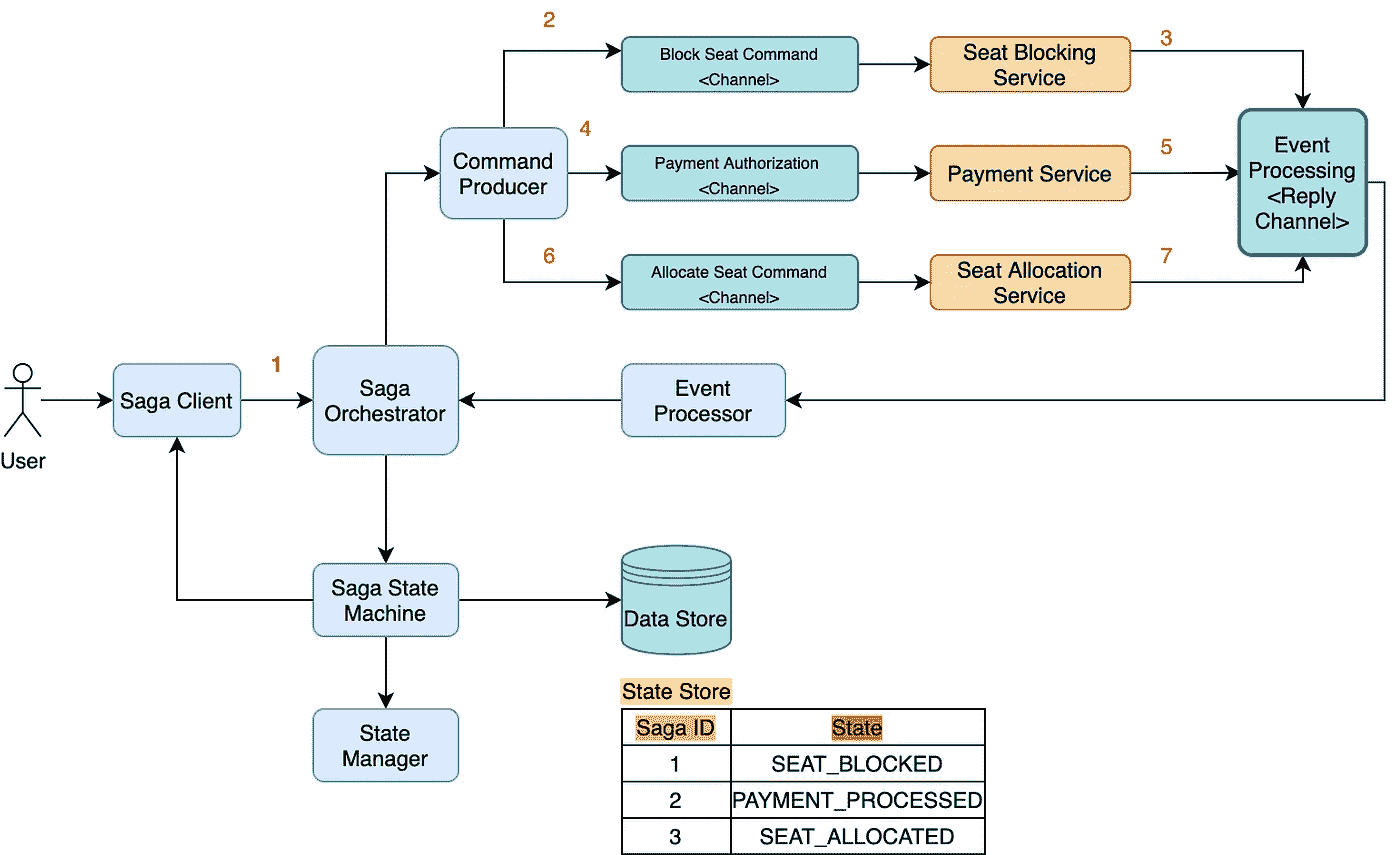 2
Block Seat Command
<Channel>
Seat Blocking
Service
3
Command
Producer
4
Payment Authorization
<Channel>
Payment Service
5
Event
Processing
<Reply
Channel>
6
Allocate Seat Command
<Channel>
Seat Allocation
Service
7
User
Saga Client
1
Saga
Orchestrator
Event
Processor
Saga State
Machine
Data Store
State
Manager
State Store
Saga ID State
1 SEAT_BLOCKED
2 PAYMENT_PROCESSED
3 SEAT_ALLOCATED